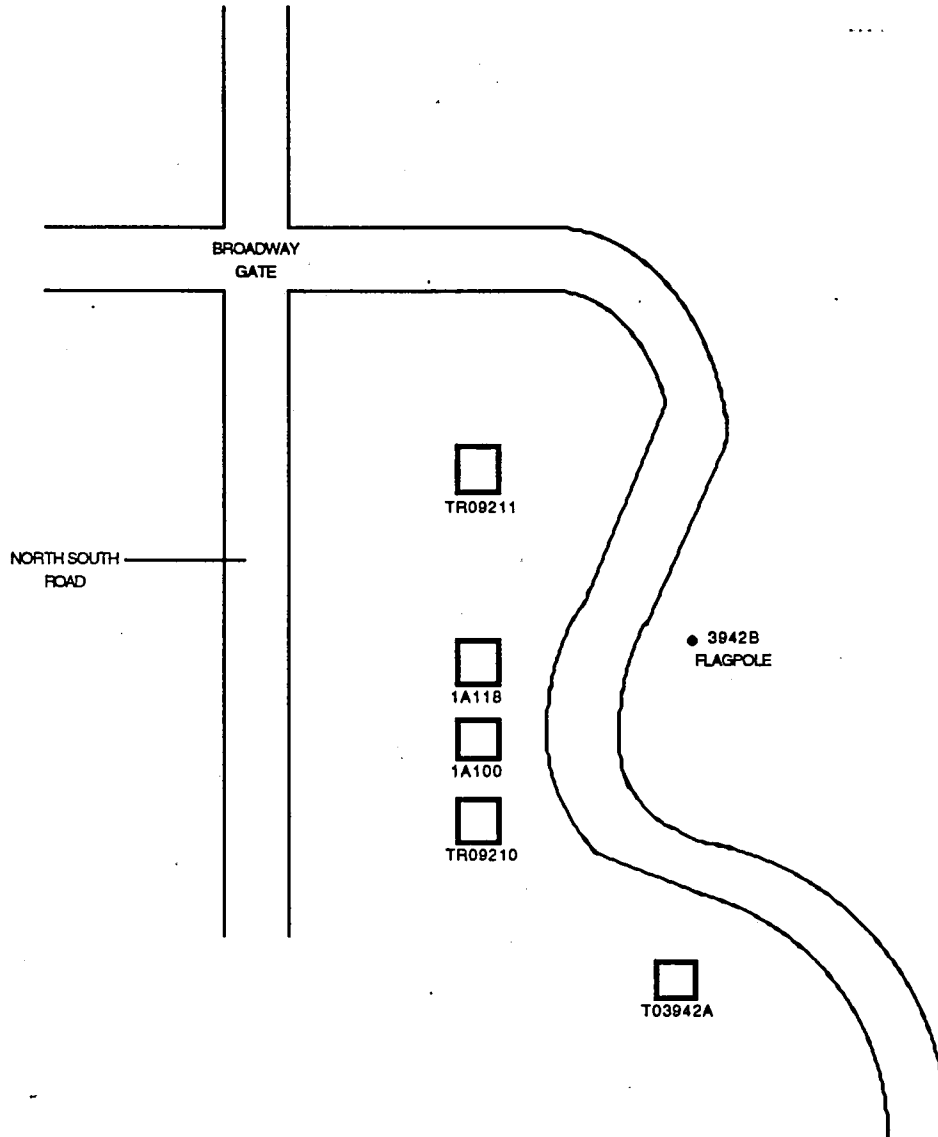 BROADWAY
GATE
TR09211
NORTH SOUTH
ROAD
3942B
FLAGPOLE
1A118
1A100
TR09210
T03942A